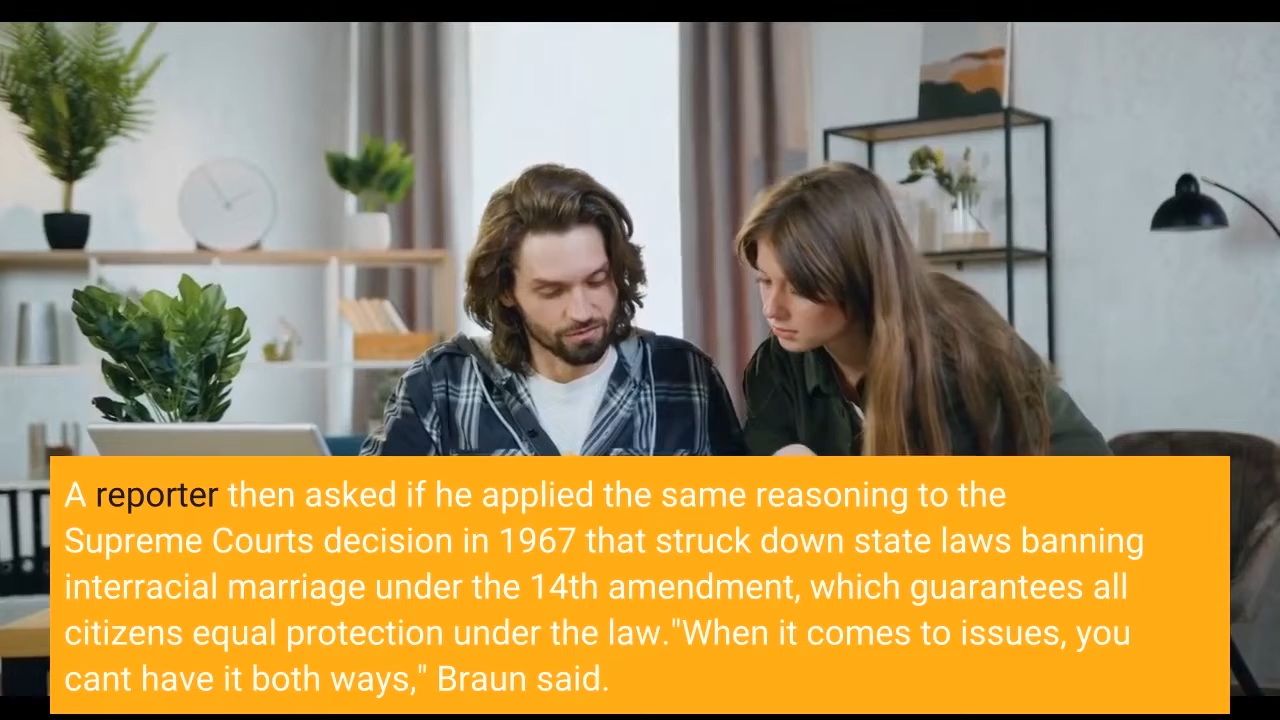 A reporter then asked if he applied the same reasoning to the
Supreme Courts decision in 1967 that struck down state laws banning
interracial marriage under the 14th amendment, which guarantees all
citizens equal protection under the law."When it comes to issues, you
cant have it both ways," Braun said.